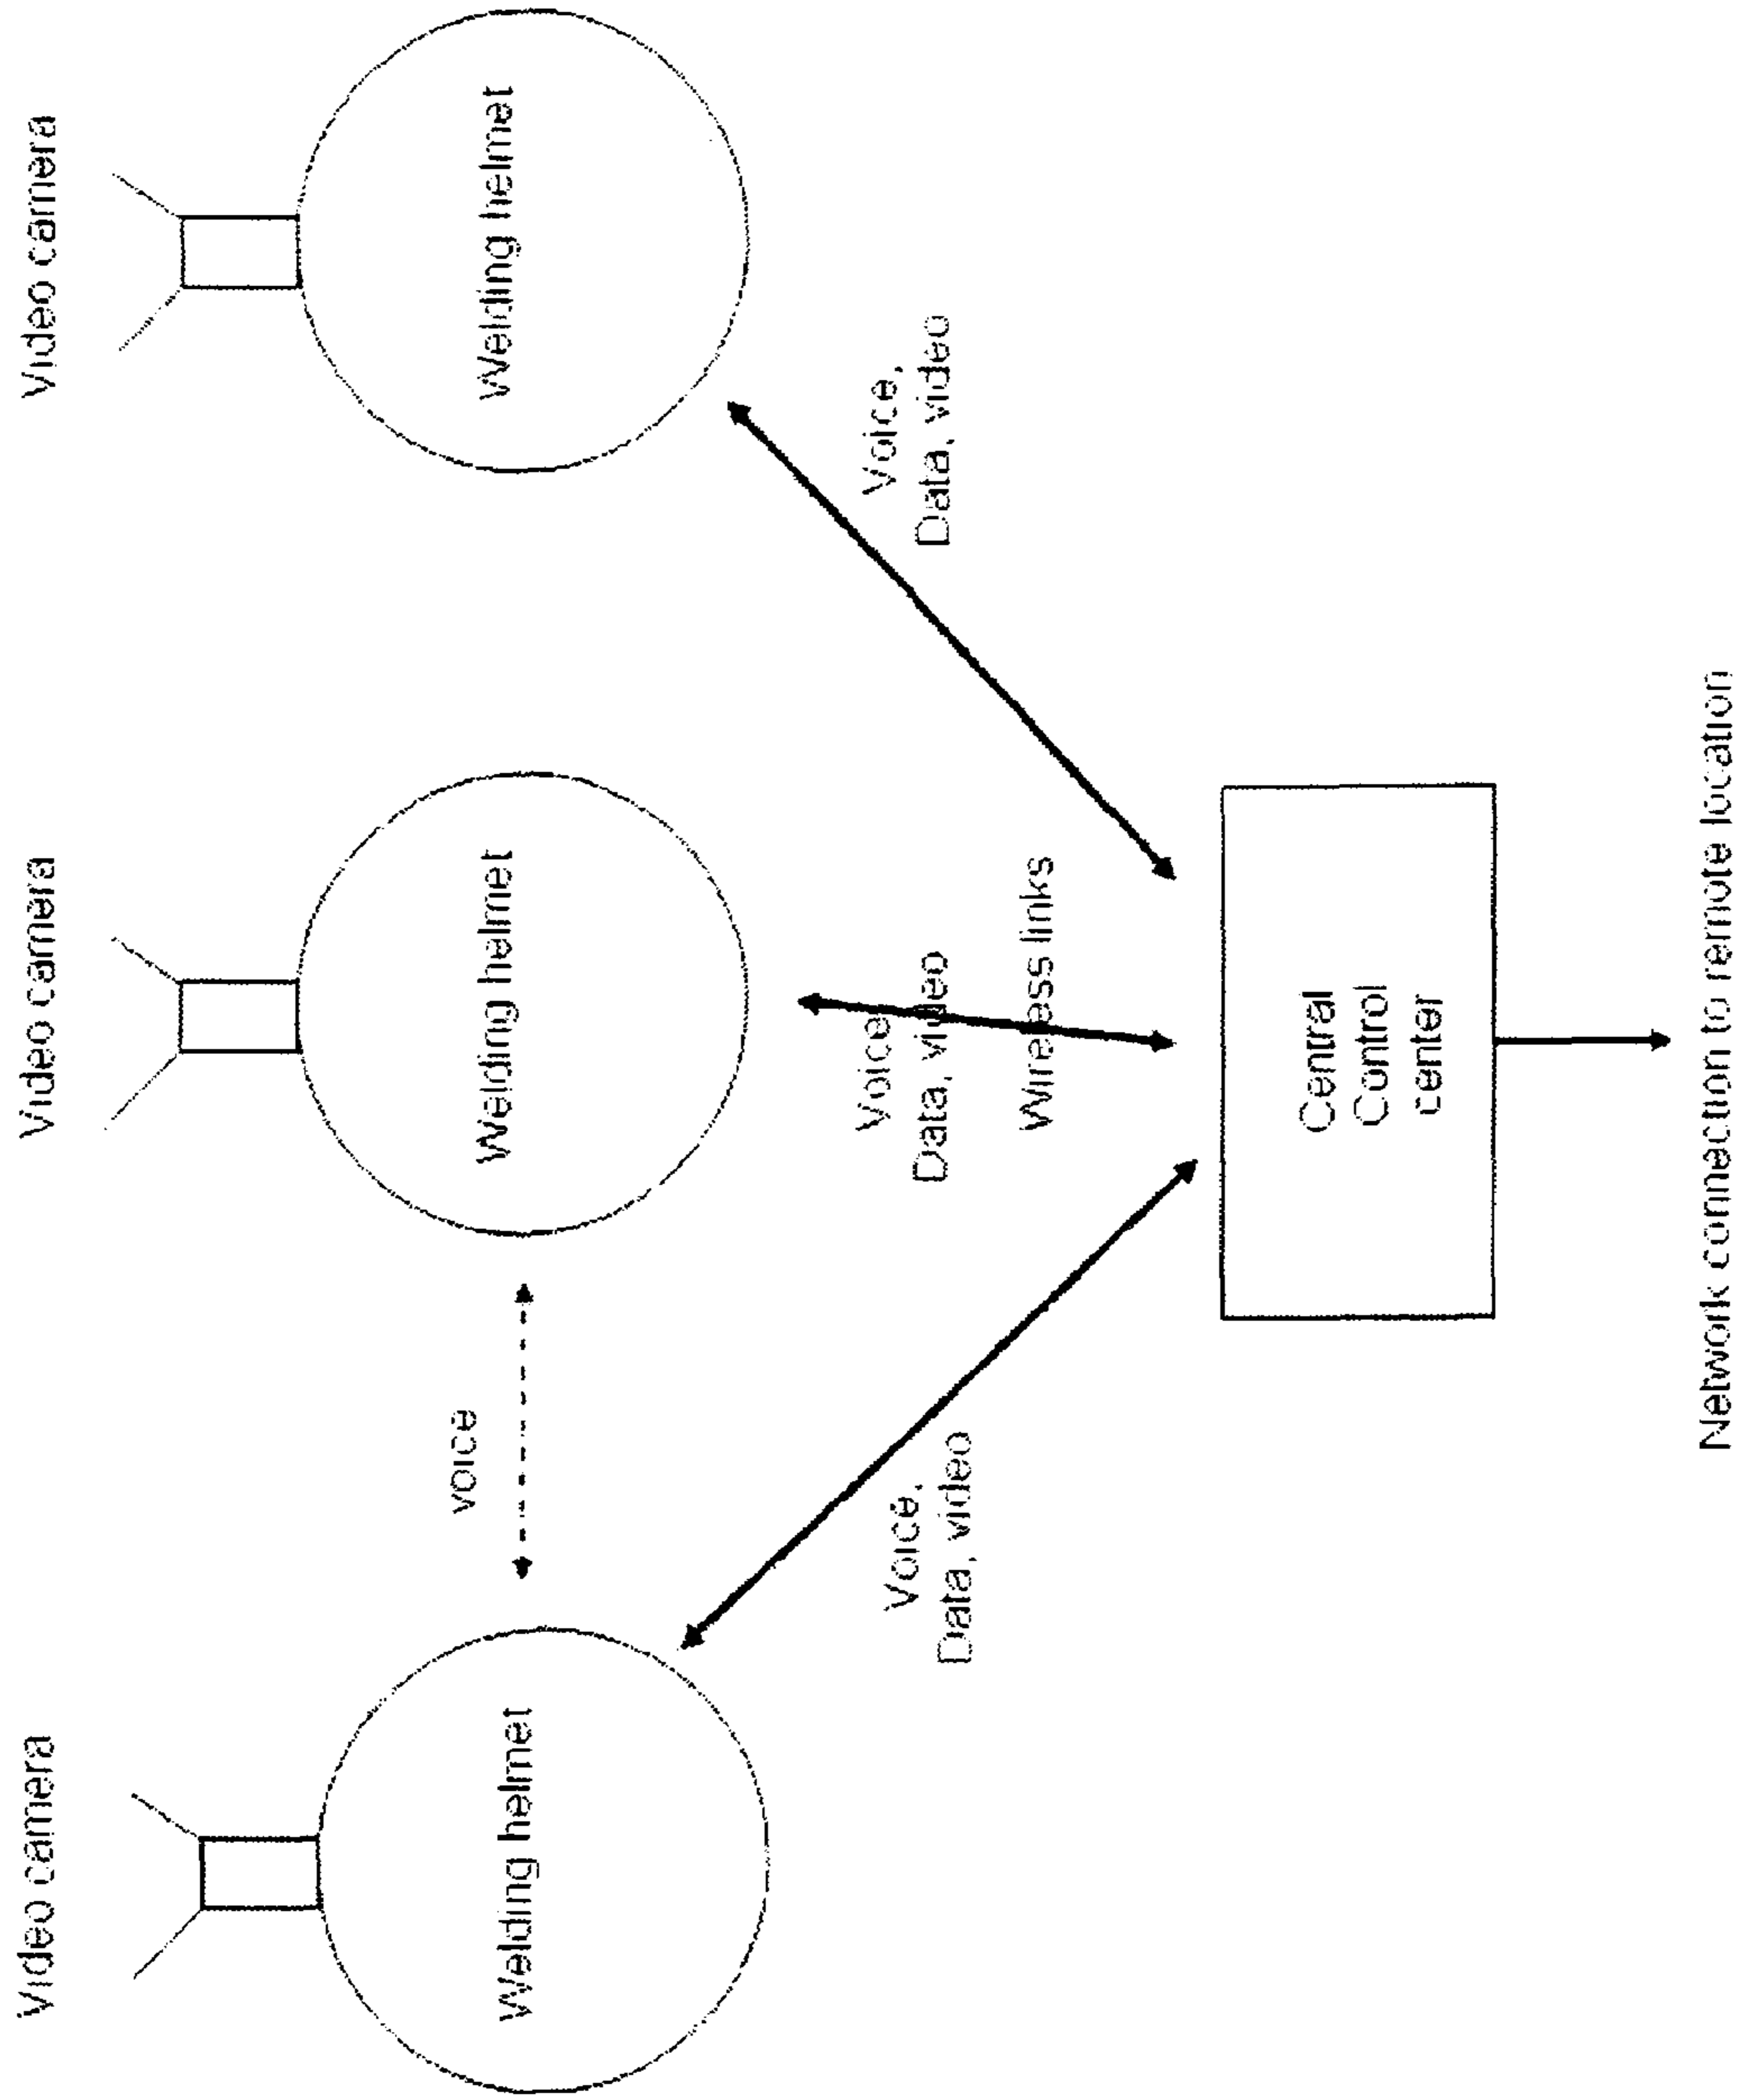 Video camera
Video camera
Video camera
Welding helmet
Welding helmet
Welding helmet
voice
Voice,
Data, video
Voice
Data, video
Wireless links
Voice,
Data, video
Central
Control
center
Network connection to remote location